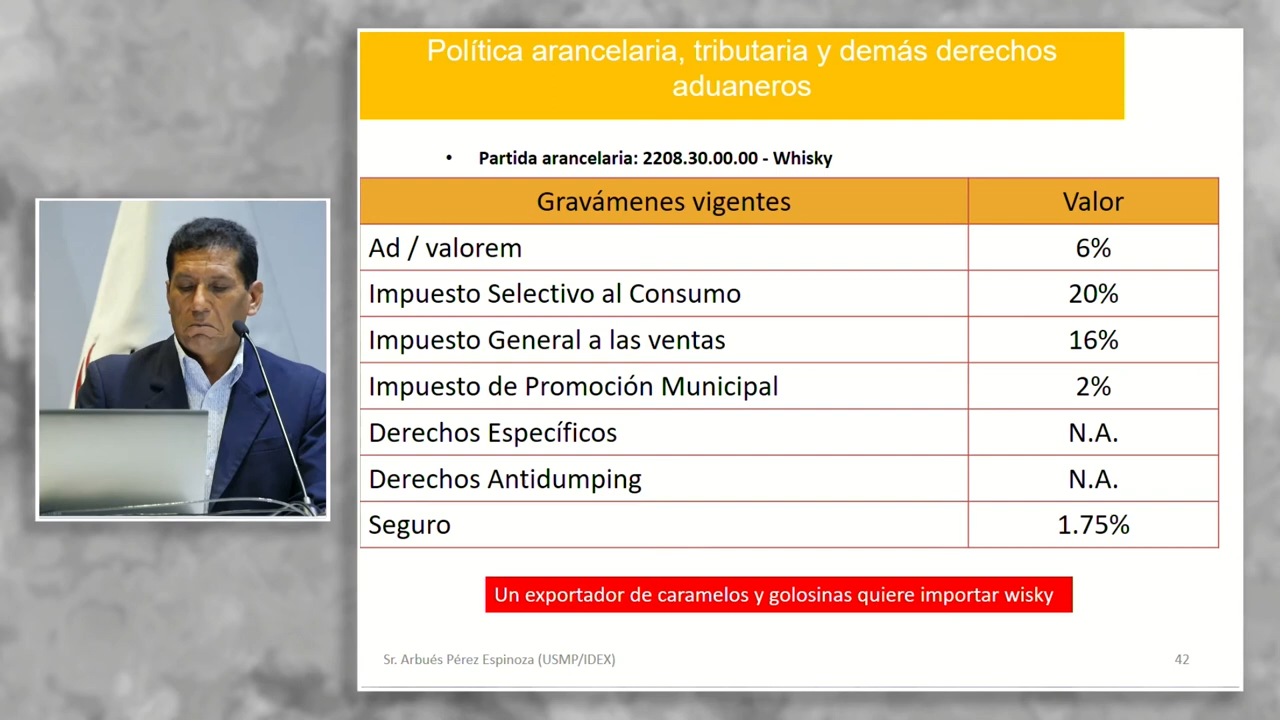 Política arancelaria, tributaria y demás derechos
aduaneros
• Partida arancelaria: 2208.30.00.00 - Whisky
Gravámenes vigentes Valor
Ad / valorem 6%
Impuesto Selectivo al Consumo 20%
Impuesto General a las ventas 16%
Impuesto de Promoción Municipal 2%
Derechos Específicos N.A.
Derechos Antidumping N.A.
Seguro 1.75%
Un exportador de caramelos y golosinas quiere importar wisky
Sr. Arbués Pérez Espinoza (USMP/IDEX) 42